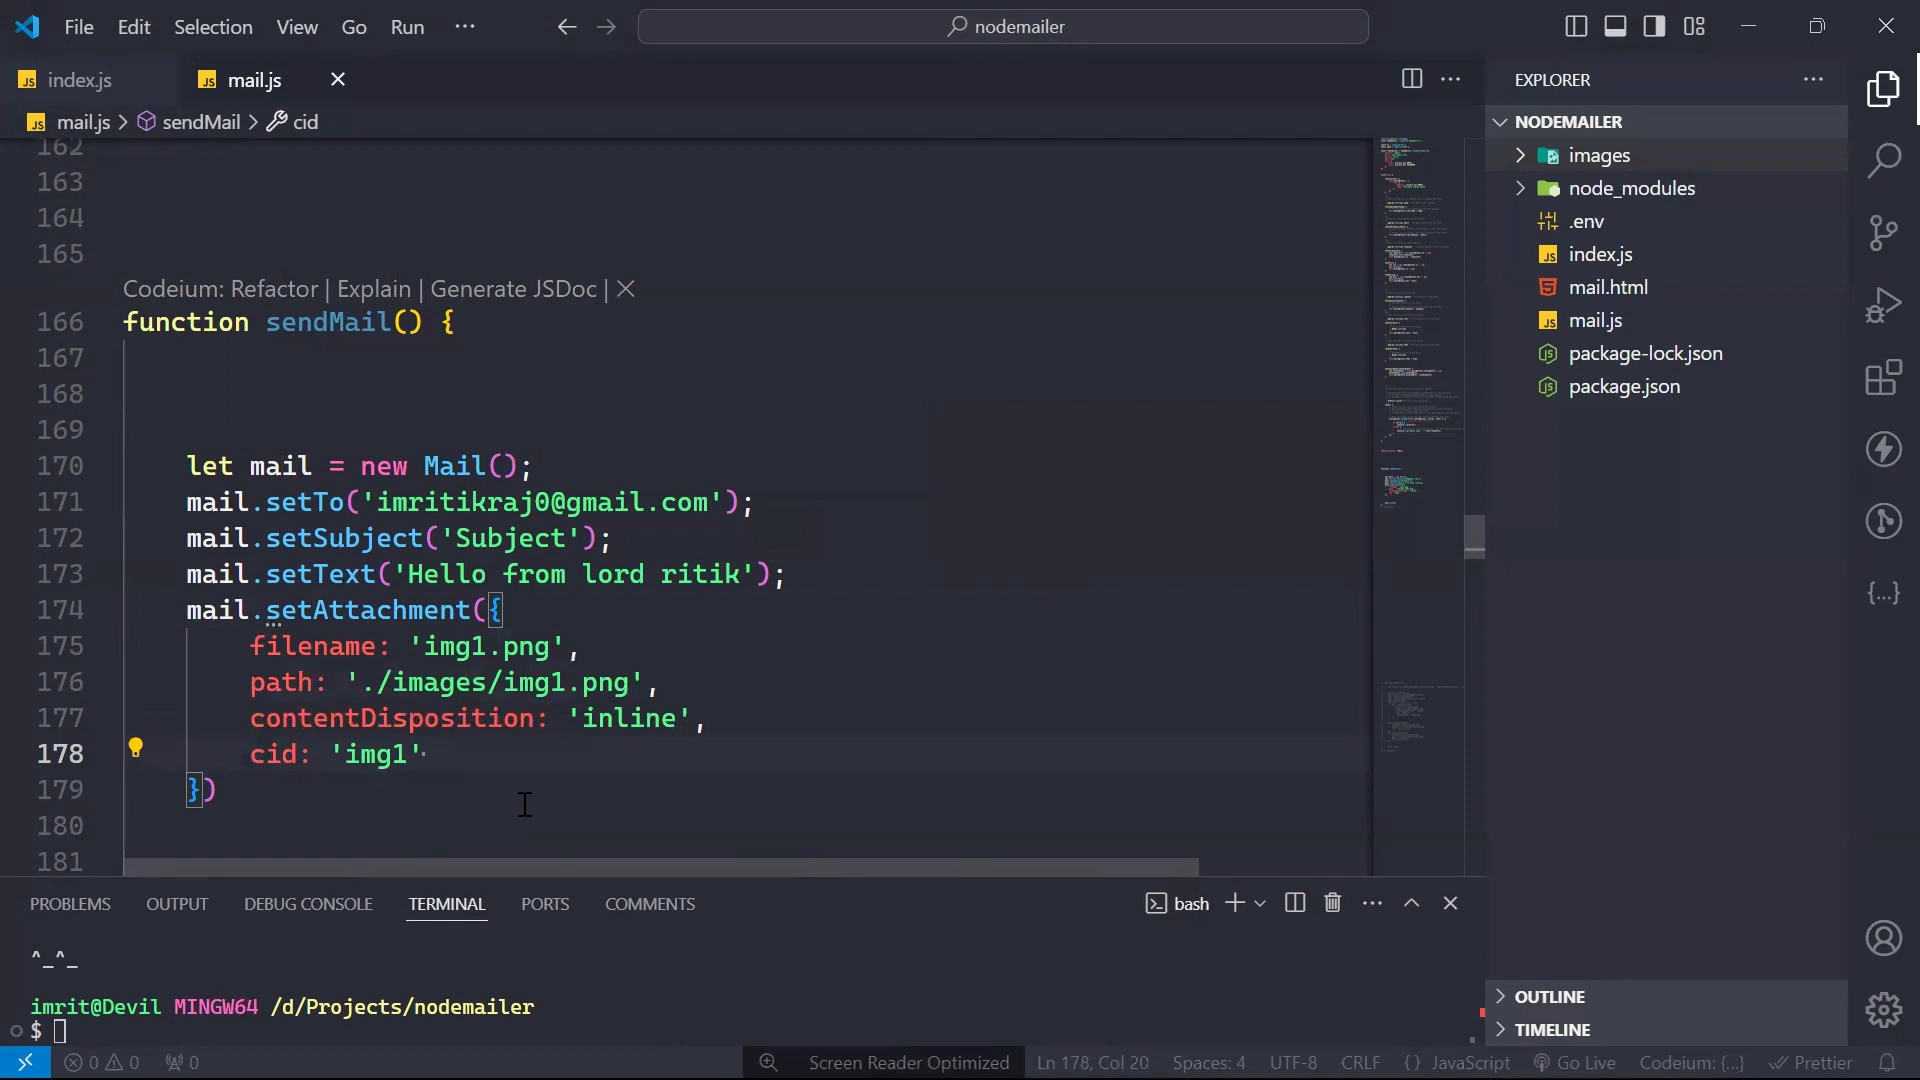 File Edit Selection View Go Run ···
nodemailer
index.js
mail.js
mail.js > sendMail > cid
162
163
164
165
Codeium: Refactor | Explain | Generate JSDoc | ×
166 function sendMail() {
167
168
169
170 let mail = new Mail();
171 mail.setTo('imritikraj0@gmail.com');
172 mail.setSubject('Subject');
173 mail.setText('Hello from lord ritik');
174 mail.setAttachment({
175 filename: 'img1.png',
176 path: './images/img1.png',
177 contentDisposition: 'inline',
178 cid: 'img1'
179 })
180
181
PROBLEMS OUTPUT DEBUG CONSOLE TERMINAL PORTS COMMENTS
bash
^_^_
imrit@Devil MINGW64 /d/Projects/nodemailer
$
EXPLORER
NODEMAILER
images
node_modules
.env
index.js
mail.html
mail.js
package-lock.json
package.json
OUTLINE
TIMELINE
0 0 0
Screen Reader Optimized Ln 178, Col 20 Spaces: 4 UTF-8 CRLF {} JavaScript Go Live Codeium: {...} Prettier